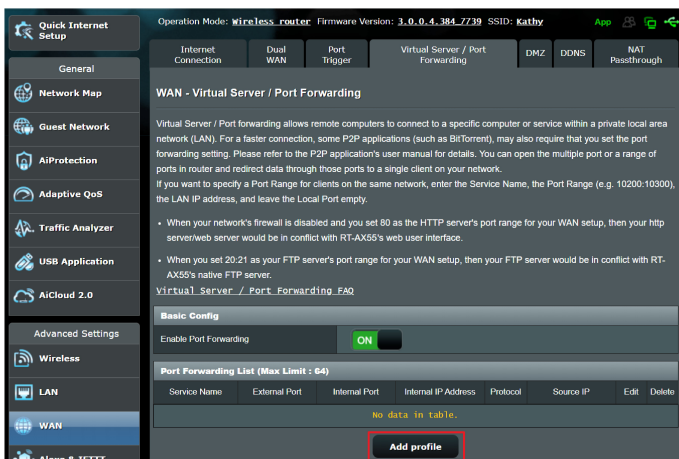 Quick Internet
Setup
General
Network Map
Guest Network
AiProtection
Adaptive QoS
Traffic Analyzer
USB Application
AiCloud 2.0
Advanced Settings
Wireless
LAN
WAN
Alexa & IFTTT
Operation Mode: Wireless router Firmware Version: 3.0.0.4.384_7739 SSID: Kathy App
Internet
Connection
Dual
WAN
Port
Trigger
Virtual Server / Port
Forwarding
DMZ
DDNS
NAT
Passthrough
WAN - Virtual Server / Port Forwarding
Virtual Server / Port forwarding allows remote computers to connect to a specific computer or service within a private local area
network (LAN). For a faster connection, some P2P applications (such as BitTorrent), may also require that you set the port
forwarding setting. Please refer to the P2P application's user manual for details. You can open the multiple port or a range of
ports in router and redirect data through those ports to a single client on your network.
If you want to specify a Port Range for clients on the same network, enter the Service Name, the Port Range (e.g. 10200:10300),
the LAN IP address, and leave the Local Port empty.
• When your network's firewall is disabled and you set 80 as the HTTP server's port range for your WAN setup, then your http
server/web server would be in conflict with RT-AX55's web user interface.
• When you set 20:21 as your FTP server's port range for your WAN setup, then your FTP server would be in conflict with RT-
AX55's native FTP server.
Virtual Server / Port Forwarding FAQ
Basic Config
Enable Port Forwarding ON
Port Forwarding List (Max Limit : 64)
Service Name External Port Internal Port Internal IP Address Protocol Source IP Edit Delete
No data in table.
Add profile